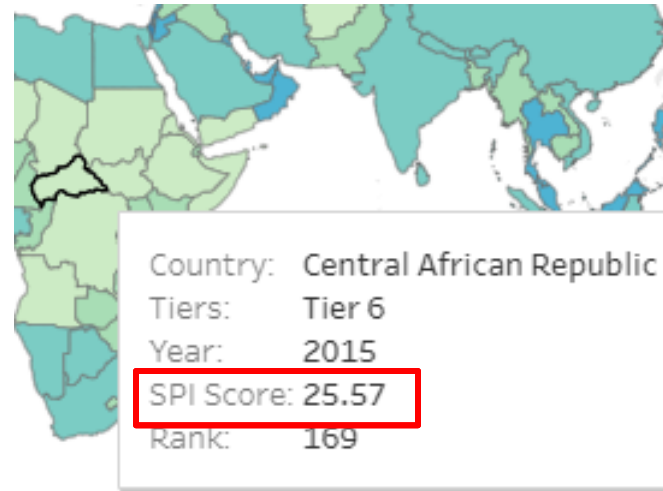 Country: Central African Republic
Tiers: Tier 6
Year: 2015
SPI Score: 25.57
Rank: 169